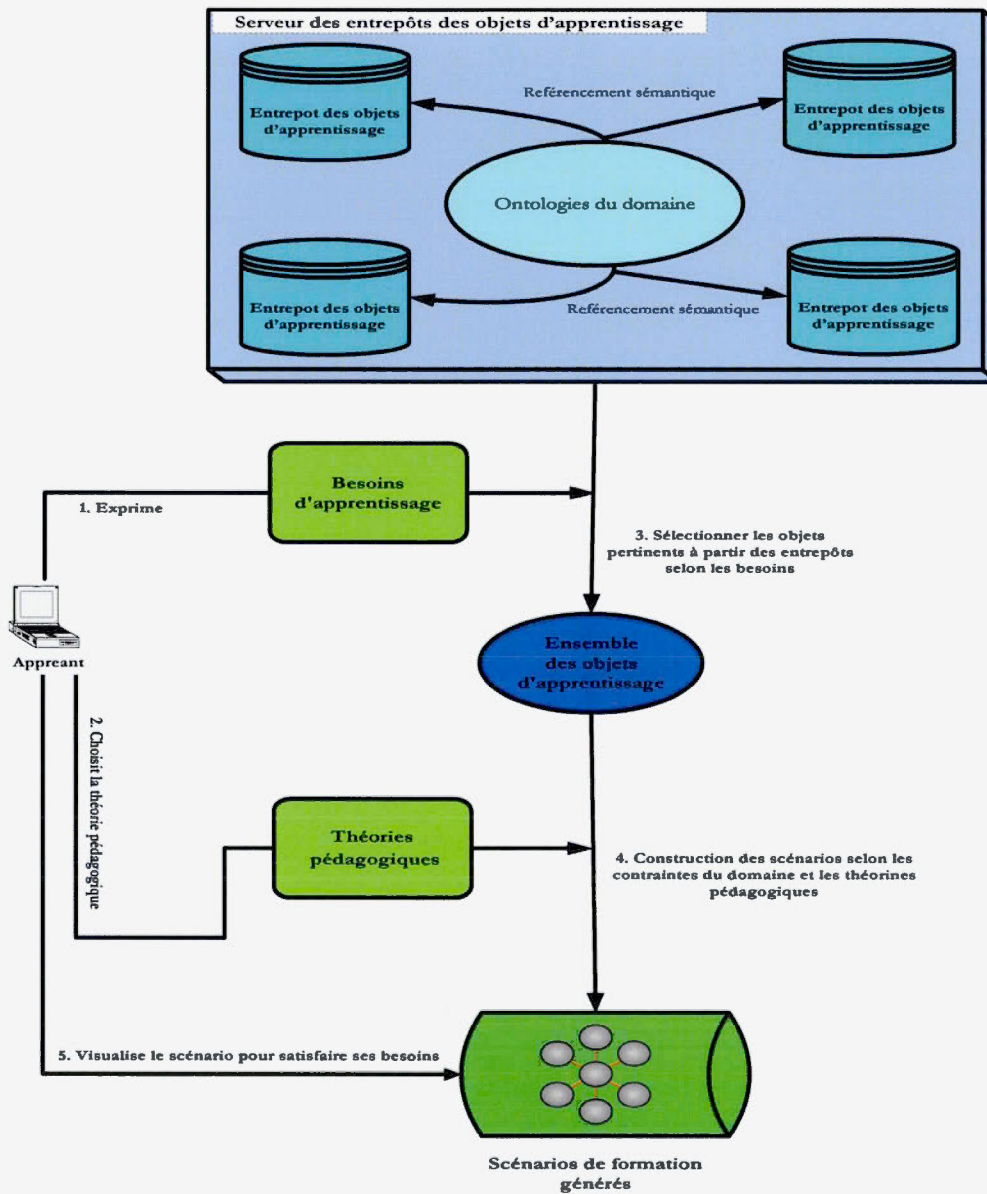 Serveur des entrepôts des objets d'apprentissage
Entrepot des objets
d'apprentissage
Reférencement sémantique
Entrepot des objets
d'apprentissage
Ontologies du domaine
Entrepot des objets
d'apprentissage
Reférencement sémantique
Entrepot des objets
d'apprentissage
Besoins
d'apprentissage
1. Exprime
3. Sélectionner les objets
pertinents à partir des entrepôts
selon les besoins
Appreant
Ensemble
des objets
d'apprentissage
2. Choisit la théorie pédagogique
Théories
pédagogiques
4. Construction des scénarios selon les
contraintes du domaine et les théorines
pédagogiques
5. Visualise le scénario pour satisfaire ses besoins
Scénarios de formation
générés